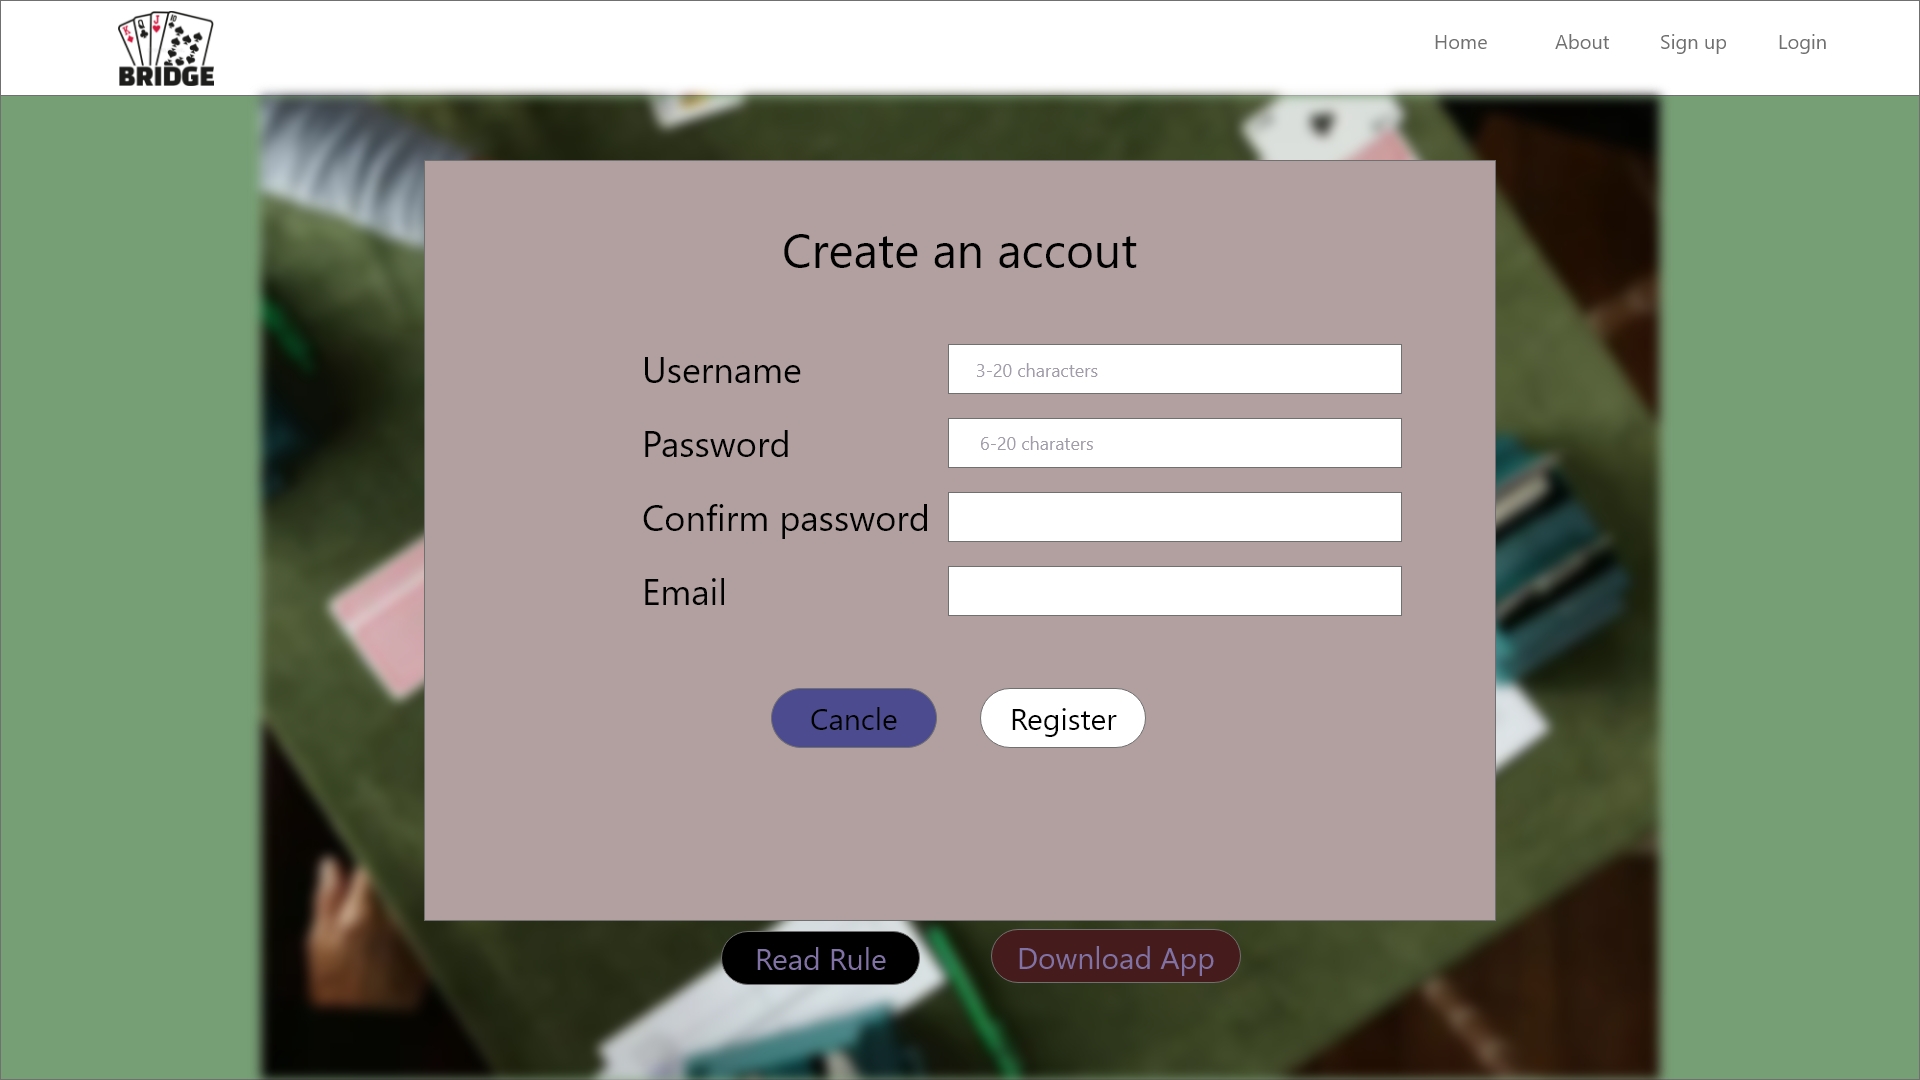 BRIDGE
Home
About
Sign up
Login
Create an accout
Username
3-20 characters
Password
6-20 charaters
Confirm password
Email
Cancle
Register
Read Rule
Download App